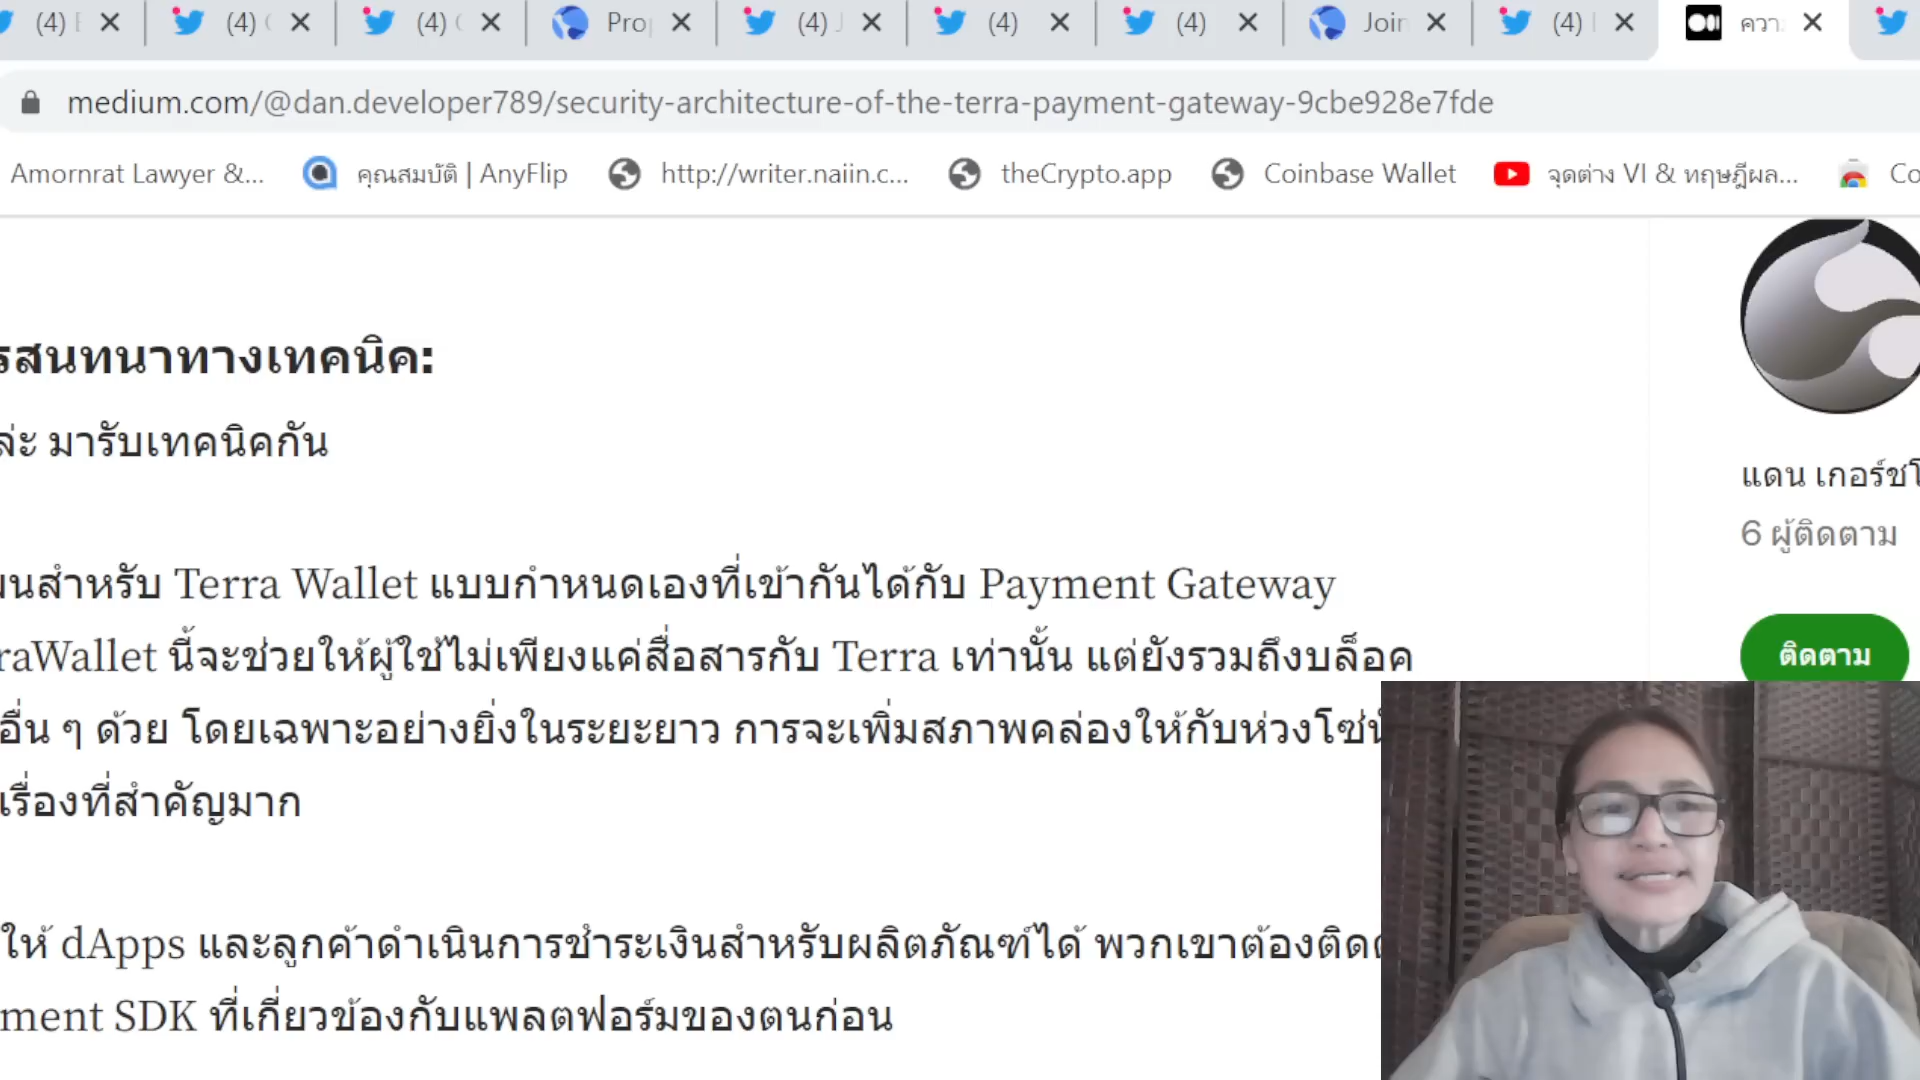 (4) (4) (4) Pro (4) J (4) (4) Join (4) ควา
medium.com/@dan.developer789/security-architecture-of-the-terra-payment-gateway-9cbe928e7fde
Amornrat Lawyer &... คุณสมบัติ | AnyFlip http://writer.naiin.c... theCrypto.app Coinbase Wallet จุดต่าง VI & ทฤษฎีผล... Co
รสนทนาทางเทคนิค:
ล่ะ มารับเทคนิคกัน
แดน เกอร์ช
6 ผู้ติดตาม
ติดตาม
นสำหรับ Terra Wallet แบบกำหนดเองที่เข้ากันได้กับ Payment Gateway
raWallet นี้จะช่วยให้ผู้ใช้ไม่เพียงแค่สื่อสารกับ Terra เท่านั้น แต่ยังรวมถึงบล็อค
อื่น ๆ ด้วย โดยเฉพาะอย่างยิ่งในระยะยาว การจะเพิ่มสภาพคล่องให้กับห่วงโซ่
เรื่องที่สำคัญมาก
ให้ dApps และลูกค้าดำเนินการชำระเงินสำหรับผลิตภัณฑ์ได้ พวกเขาต้องติด
ment SDK ที่เกี่ยวข้องกับแพลตฟอร์มของตนก่อน